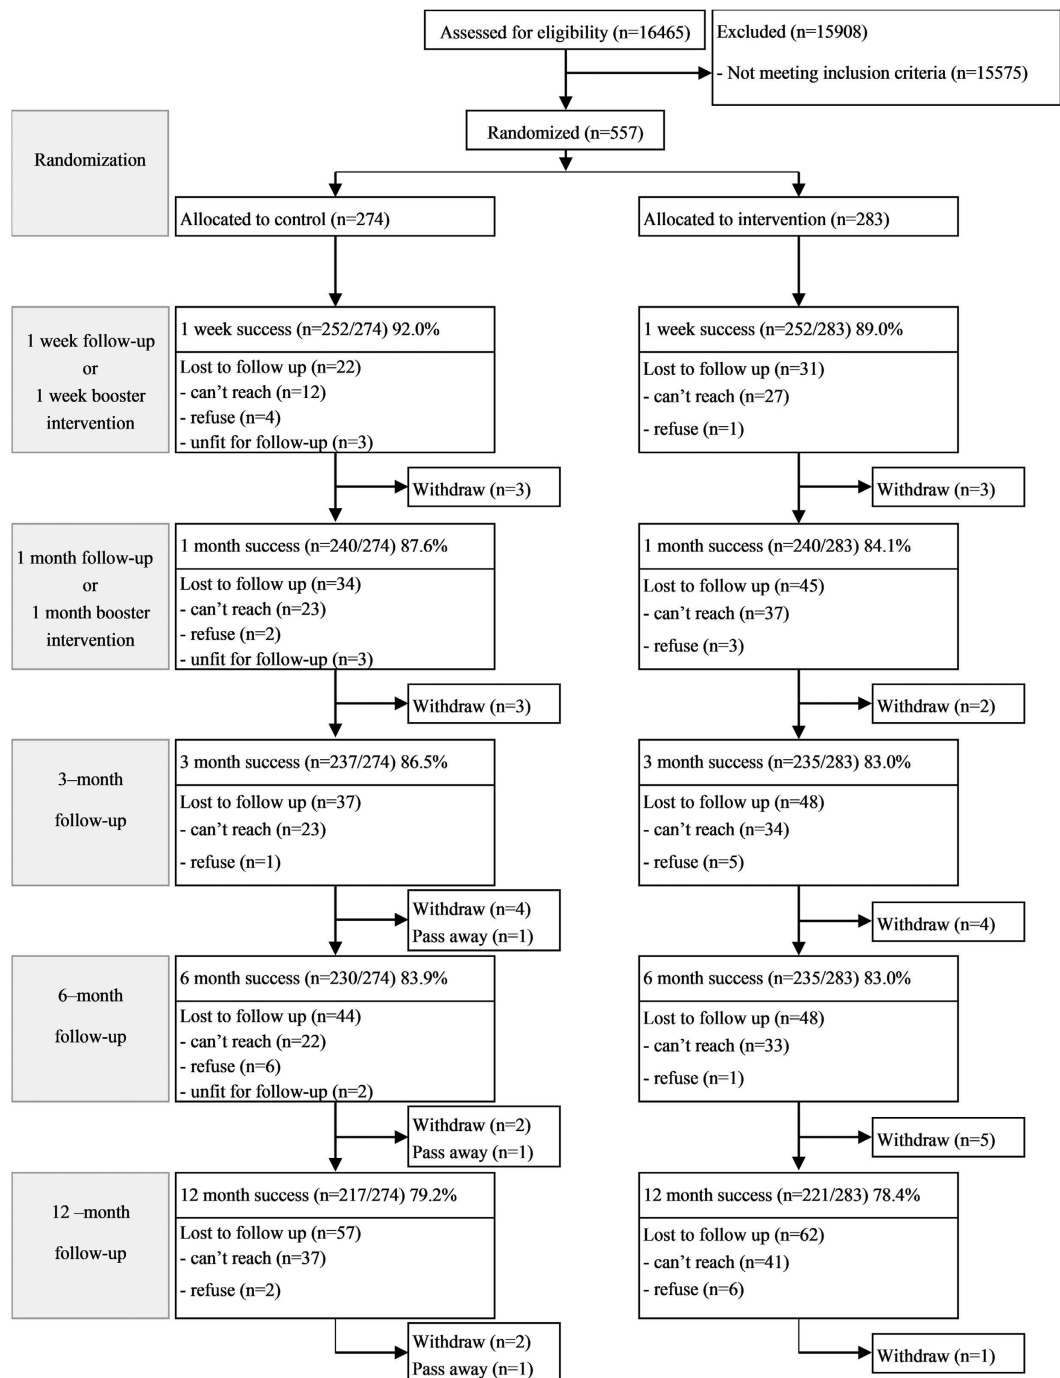 Assessed for eligibility (n=16465)
Excluded (n=15908)
- Not meeting inclusion criteria (n=15575)
Randomized (n=557)
Randomization
Allocated to control (n=274)
Allocated to intervention (n=283)
1 week follow-up
or
1 week booster
intervention
1 week success (n=252/274) 92.0%
Lost to follow up (n=22)
- can't reach (n=12)
- refuse (n=4)
- unfit for follow-up (n=3)
1 week success (n=252/283) 89.0%
Lost to follow up (n=31)
- can't reach (n=27)
- refuse (n=1)
Withdraw (n=3)
Withdraw (n=3)
1 month follow-up
or
1 month booster
intervention
1 month success (n=240/274) 87.6%
Lost to follow up (n=34)
- can't reach (n=23)
- refuse (n=2)
- unfit for follow-up (n=3)
1 month success (n=240/283) 84.1%
Lost to follow up (n=45)
- can't reach (n=37)
- refuse (n=3)
Withdraw (n=3)
Withdraw (n=2)
3–month
follow-up
3 month success (n=237/274) 86.5%
Lost to follow up (n=37)
- can't reach (n=23)
- refuse (n=1)
3 month success (n=235/283) 83.0%
Lost to follow up (n=48)
- can't reach (n=34)
- refuse (n=5)
Withdraw (n=4)
Pass away (n=1)
Withdraw (n=4)
6–month
follow-up
6 month success (n=230/274) 83.9%
Lost to follow up (n=44)
- can't reach (n=22)
- refuse (n=6)
- unfit for follow-up (n=2)
6 month success (n=235/283) 83.0%
Lost to follow up (n=48)
- can't reach (n=33)
- refuse (n=1)
Withdraw (n=2)
Pass away (n=1)
Withdraw (n=5)
12 –month
follow-up
12 month success (n=217/274) 79.2%
Lost to follow up (n=57)
- can't reach (n=37)
- refuse (n=2)
12 month success (n=221/283) 78.4%
Lost to follow up (n=62)
- can't reach (n=41)
- refuse (n=6)
Withdraw (n=2)
Pass away (n=1)
Withdraw (n=1)